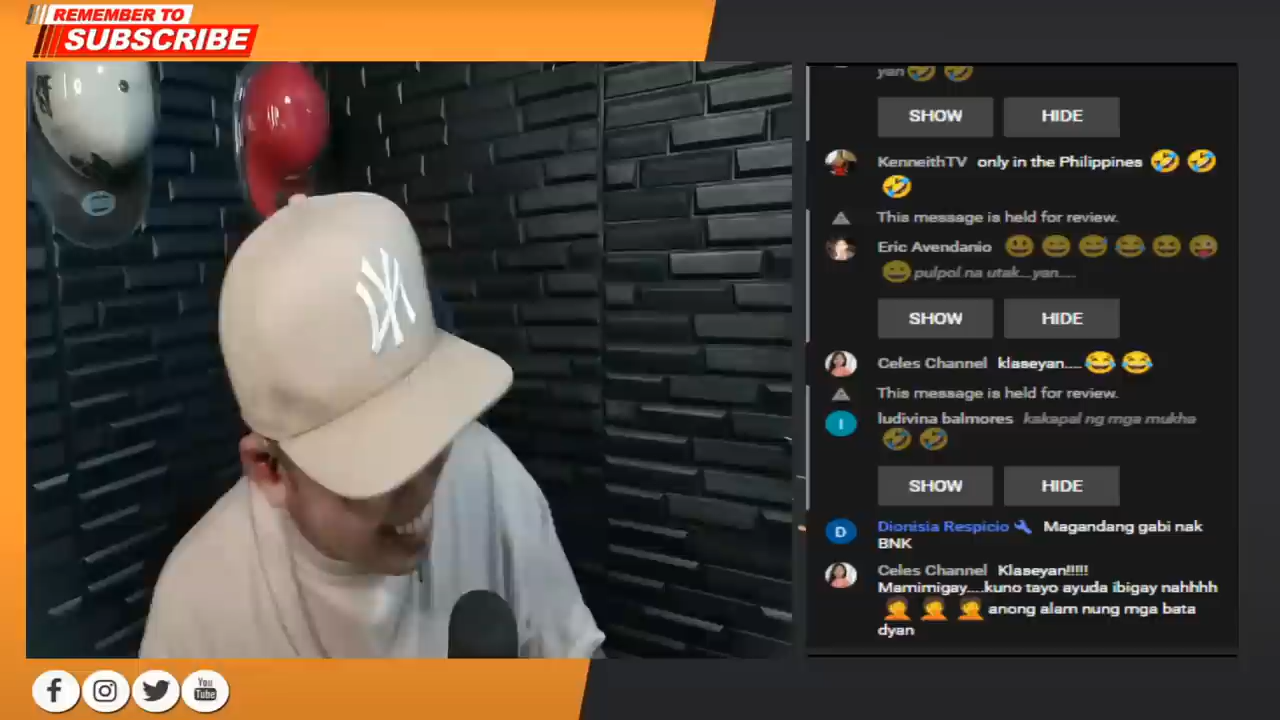 REMEMBER TO
SUBSCRIBE
yan
SHOW HIDE
KenneithTV only in the Philippines
This message is held for review.
Eric Avendanio
pulpol na utak...yan....
SHOW HIDE
Celes Channel klaseyan....
This message is held for review.
ludivina balmores kakapal ng mga mukha
SHOW HIDE
D Dionisia Respicio Magandang gabi nak
BNK
Celes Channel Klaseyan!!!!!
Mamimigay....kuno tayo ayuda ibigay nahhhh
anong alam nung mga bata
dyan
NY
f You
Tube